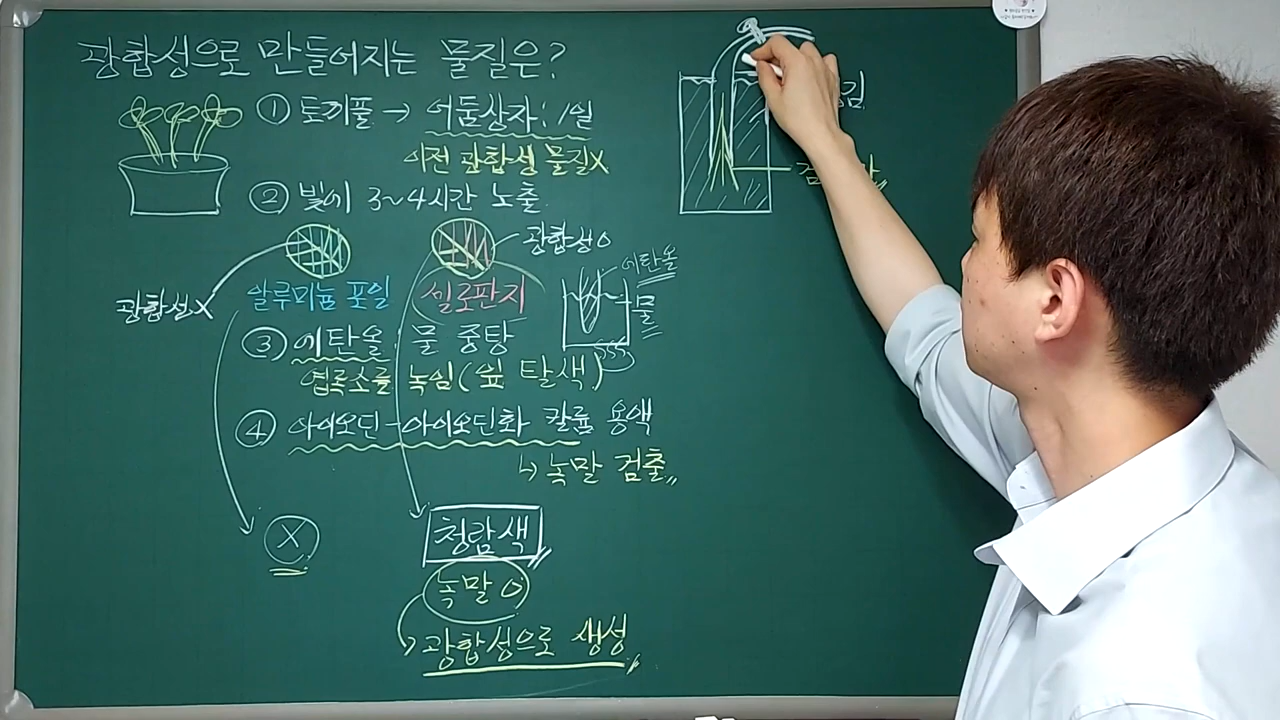 광합성으로 만들어지는 물질은?
① 토끼풀 → 어둠상자: 1일
이전 광합성 물질X
② 빛에 3~4시간 노출.
광합성O
광합성X
알루미늄 포일
셀로판지
에탄올
물
③ 에탄올 물 중탕
엽록소를 녹임(잎 탈색)
④ 아이오딘-아이오딘화 칼륨 용액
↳ 녹말 검출
X
청람색
녹말 O
광합성으로 생성